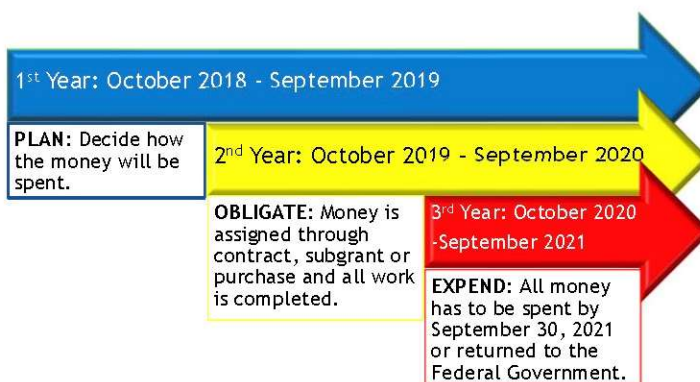 1st Year: October 2018 - September 2019
PLAN: Decide how
the money will be
spent.
2nd Year: October 2019 - September 2020
OBLIGATE: Money is
assigned through
contract, subgrant or
purchase and all work
is completed.
3rd Year: October 2020
-September 2021
EXPEND: All money
has to be spent by
September 30, 2021
or returned to the
Federal Government.